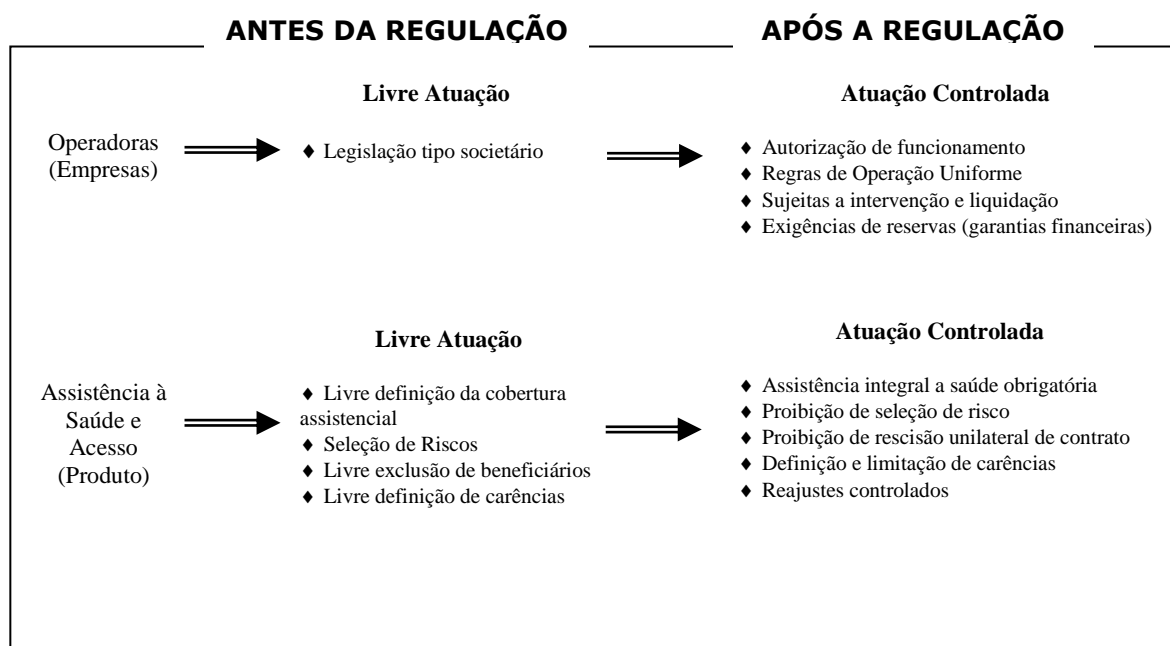 ANTES DA REGULAÇÃO
APÓS A REGULAÇÃO
Operadoras
(Empresas)
Livre Atuação
♦ Legislação tipo societário
Atuação Controlada
♦ Autorização de funcionamento
♦ Regras de Operação Uniforme
♦ Sujeitas a intervenção e liquidação
♦ Exigências de reservas (garantias financeiras)
Assistência à
Saúde e
Acesso
(Produto)
Livre Atuação
♦ Livre definição da cobertura
assistencial
♦ Seleção de Riscos
♦ Livre exclusão de beneficiários
♦ Livre definição de carências
Atuação Controlada
♦ Assistência integral a saúde obrigatória
♦ Proibição de seleção de risco
♦ Proibição de rescisão unilateral de contrato
♦ Definição e limitação de carências
♦ Reajustes controlados